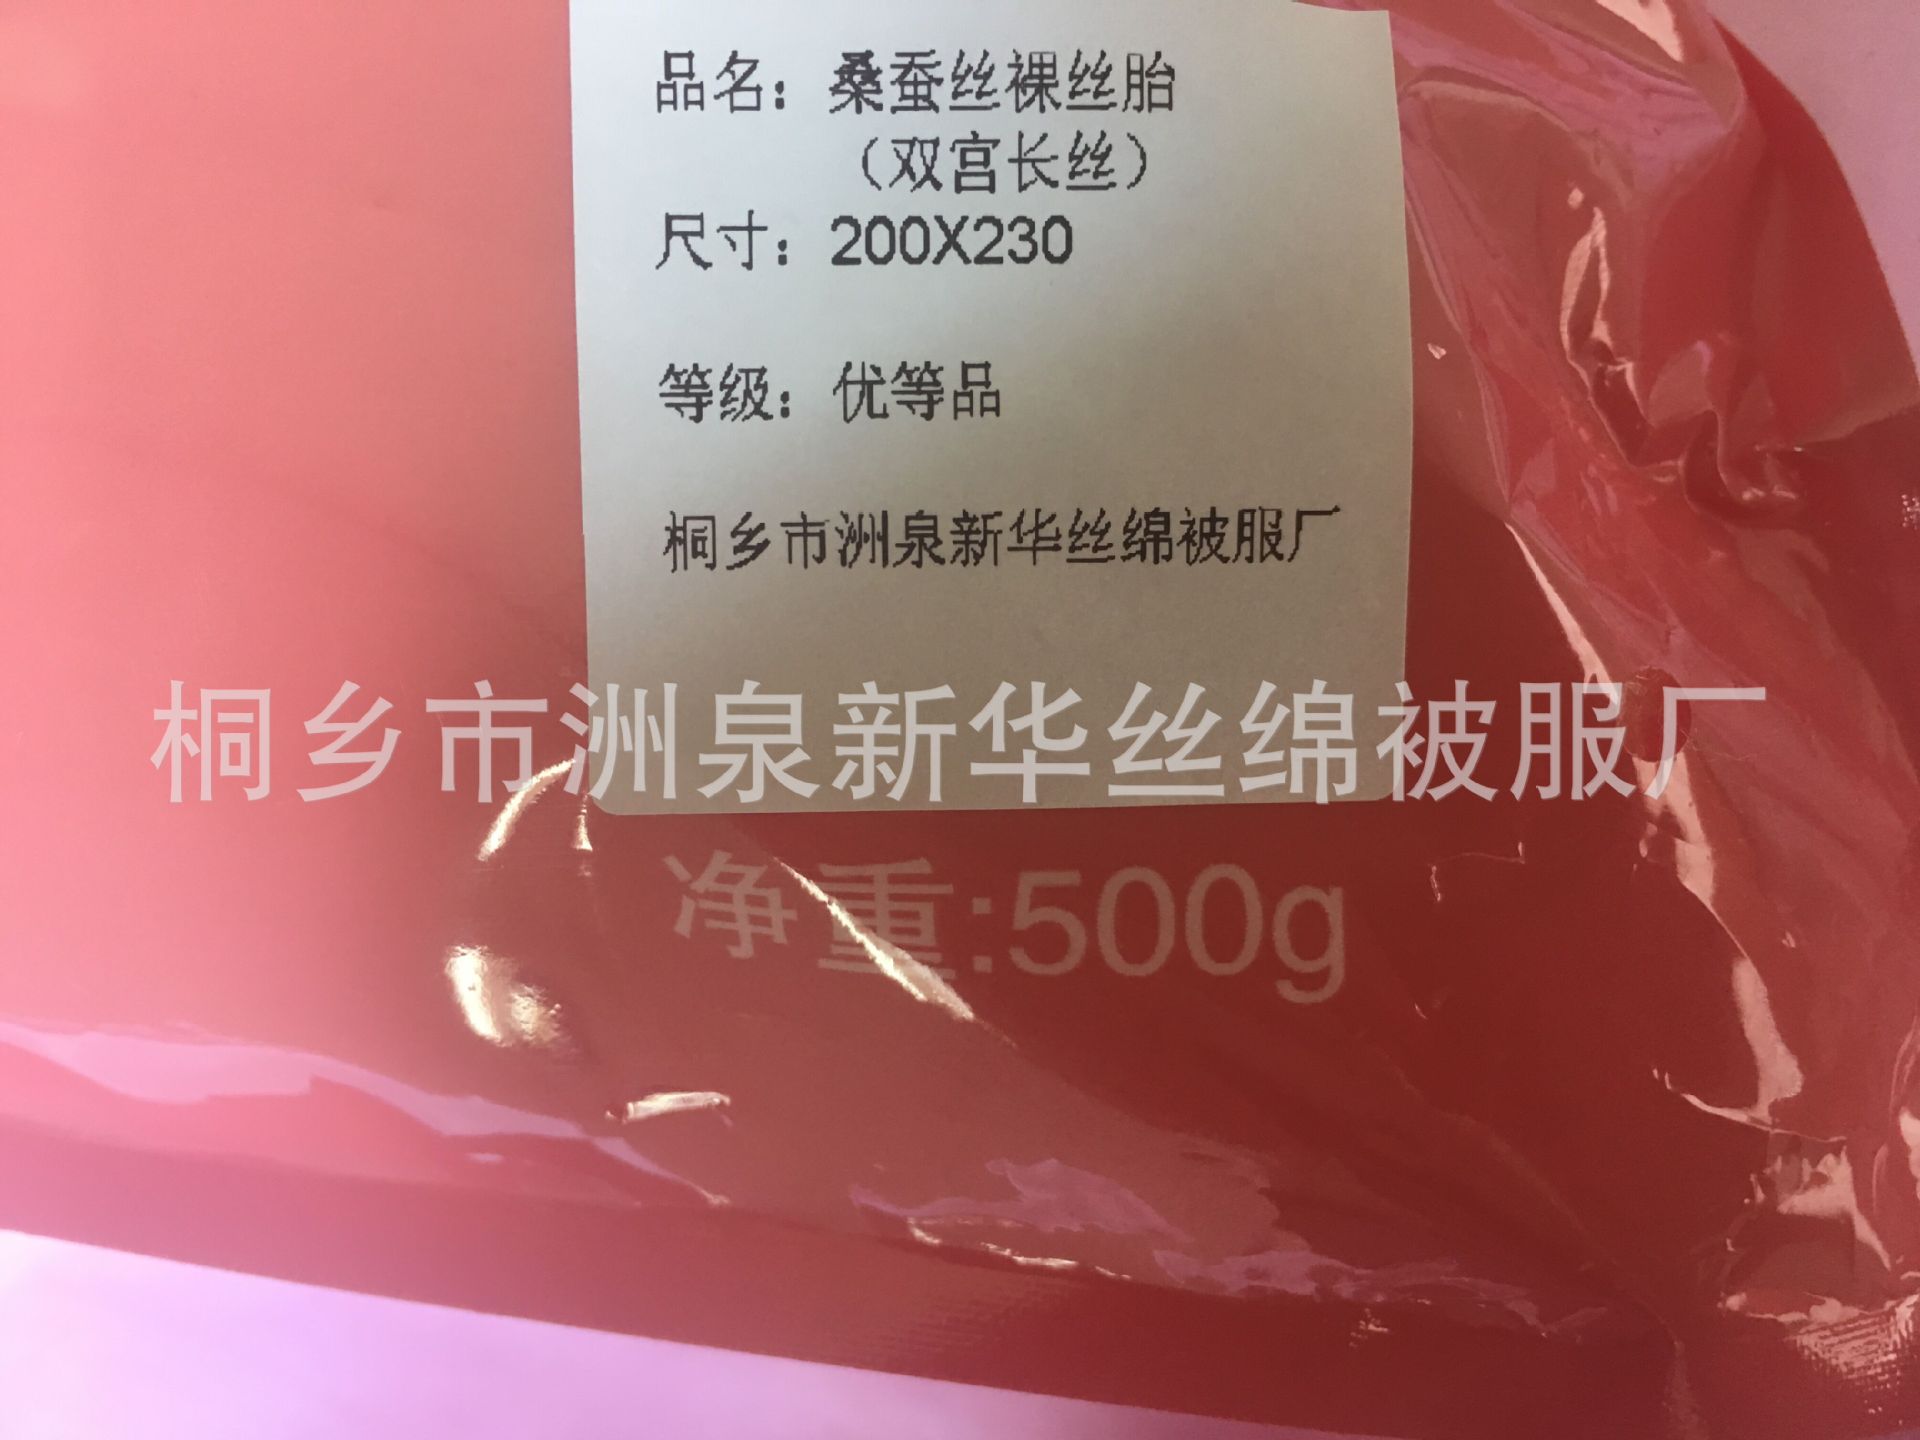 品名：桑蚕丝裸丝胎
（双宫长丝）
尺寸：200X230
等级：优等品
桐乡市洲泉新华丝绵被服厂
桐乡市洲泉新华丝绵被服厂
净重:500g